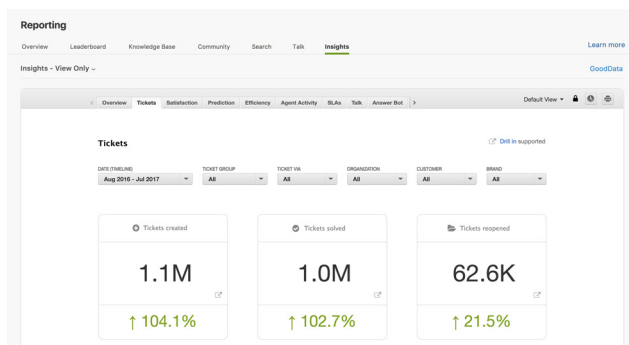 Reporting
Overview Leaderboard Knowledge Base Community Search Talk Insights Learn more
Insights - View Only GoodData
Overview Tickets Satisfaction Prediction Efficiency Agent Activity SLAs Talk Answer Bot Default View
Tickets Drill in supported
DATE (TIMELINE) TICKET GROUP TICKET VIA ORGANIZATION CUSTOMER BRAND
Aug 2016 - Jul 2017 All All All All All
Tickets created Tickets solved Tickets reopened
1.1M 1.0M 62.6K
↑ 104.1% ↑ 102.7% ↑ 21.5%